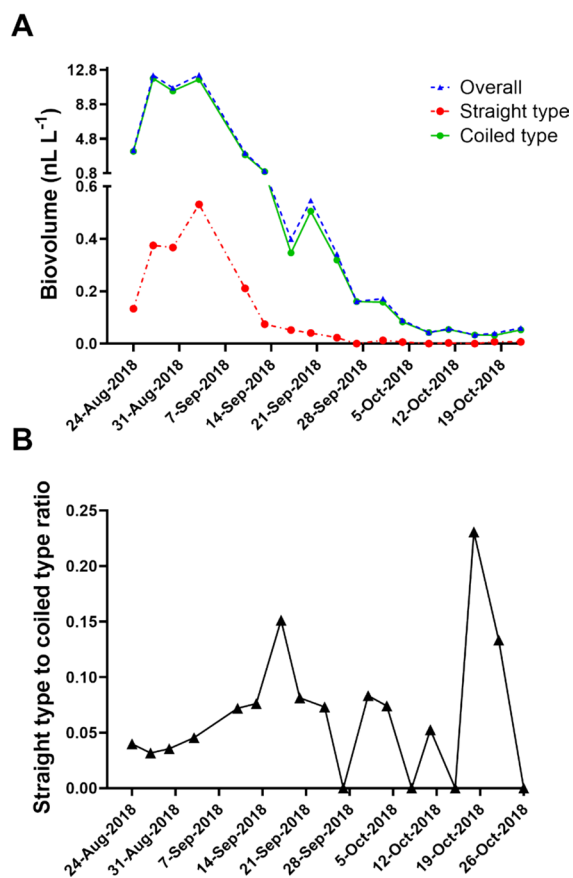 A
Biovolume (nL L-1)
12.8
8.8
4.8
0.8
0.6
0.4
0.2
0.0
Overall
Straight type
Coiled type
24-Aug-2018
31-Aug-2018
7-Sep-2018
14-Sep-2018
21-Sep-2018
28-Sep-2018
5-Oct-2018
12-Oct-2018
19-Oct-2018
B
Straight type to coiled type ratio
0.25
0.20
0.15
0.10
0.05
0.00
24-Aug-2018
31-Aug-2018
7-Sep-2018
14-Sep-2018
21-Sep-2018
28-Sep-2018
5-Oct-2018
12-Oct-2018
19-Oct-2018
26-Oct-2018